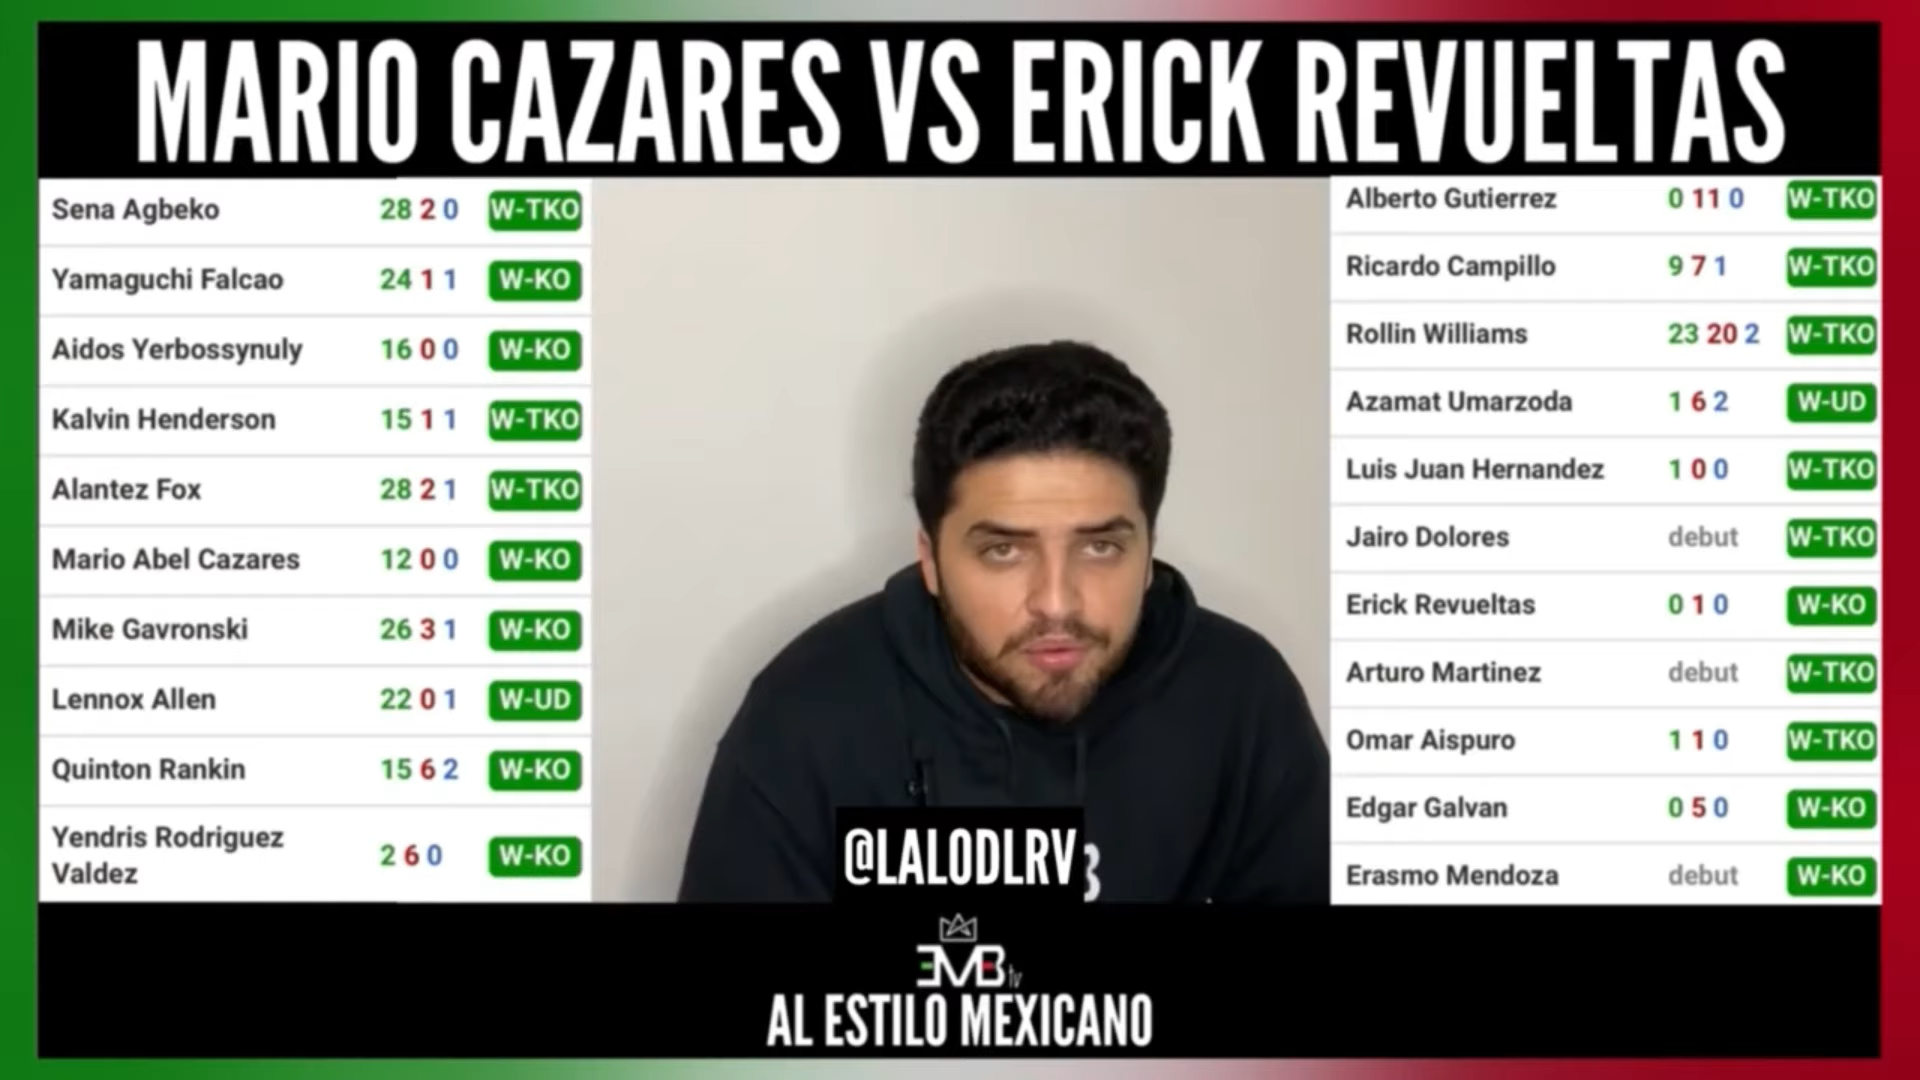 MARIO CAZARES VS ERICK REVUELTAS
Sena Agbeko 28 2 0 W-TKO
Yamaguchi Falcao 24 1 1 W-KO
Aidos Yerbossynuly 16 0 0 W-KO
Kalvin Henderson 15 1 1 W-TKO
Alantez Fox 28 2 1 W-TKO
Mario Abel Cazares 12 0 0 W-KO
Mike Gavronski 26 3 1 W-KO
Lennox Allen 22 0 1 W-UD
Quinton Rankin 15 6 2 W-KO
Yendris Rodriguez
Valdez 2 6 0 W-KO
Alberto Gutierrez 0 11 0 W-TKO
Ricardo Campillo 9 7 1 W-TKO
Rollin Williams 23 20 2 W-TKO
Azamat Umarzoda 1 6 2 W-UD
Luis Juan Hernandez 1 0 0 W-TKO
Jairo Dolores debut W-TKO
Erick Revueltas 0 1 0 W-KO
Arturo Martinez debut W-TKO
Omar Aispuro 1 1 0 W-TKO
Edgar Galvan 0 5 0 W-KO
Erasmo Mendoza debut W-KO
@LALODLRV
EMB tv
AL ESTILO MEXICANO